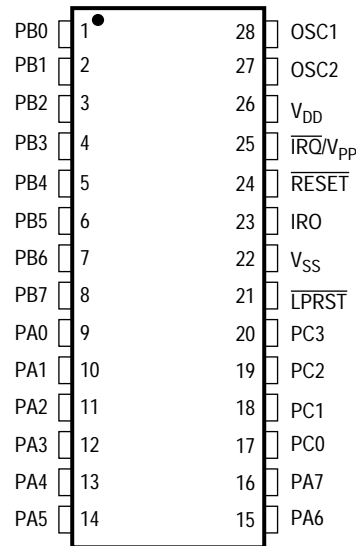 PB0 1 28 OSC1
PB1 2 27 OSC2
PB2 3 26 VDD
PB3 4 25 IRQ/VPP
PB4 5 24 RESET
PB5 6 23 IRO
PB6 7 22 VSS
PB7 8 21 LPRST
PA0 9 20 PC3
PA1 10 19 PC2
PA2 11 18 PC1
PA3 12 17 PC0
PA4 13 16 PA7
PA5 14 15 PA6